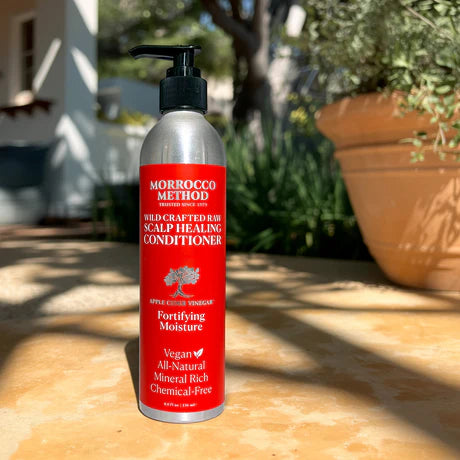 MORROCCO
METHOD
TRUSTED SINCE 1979
WILD CRAFTED RAW
SCALP HEALING
CONDITIONER
APPLE CIDER VINEGAR
Fortifying
Moisture
Vegan
All-Natural
Mineral Rich
Chemical-Free